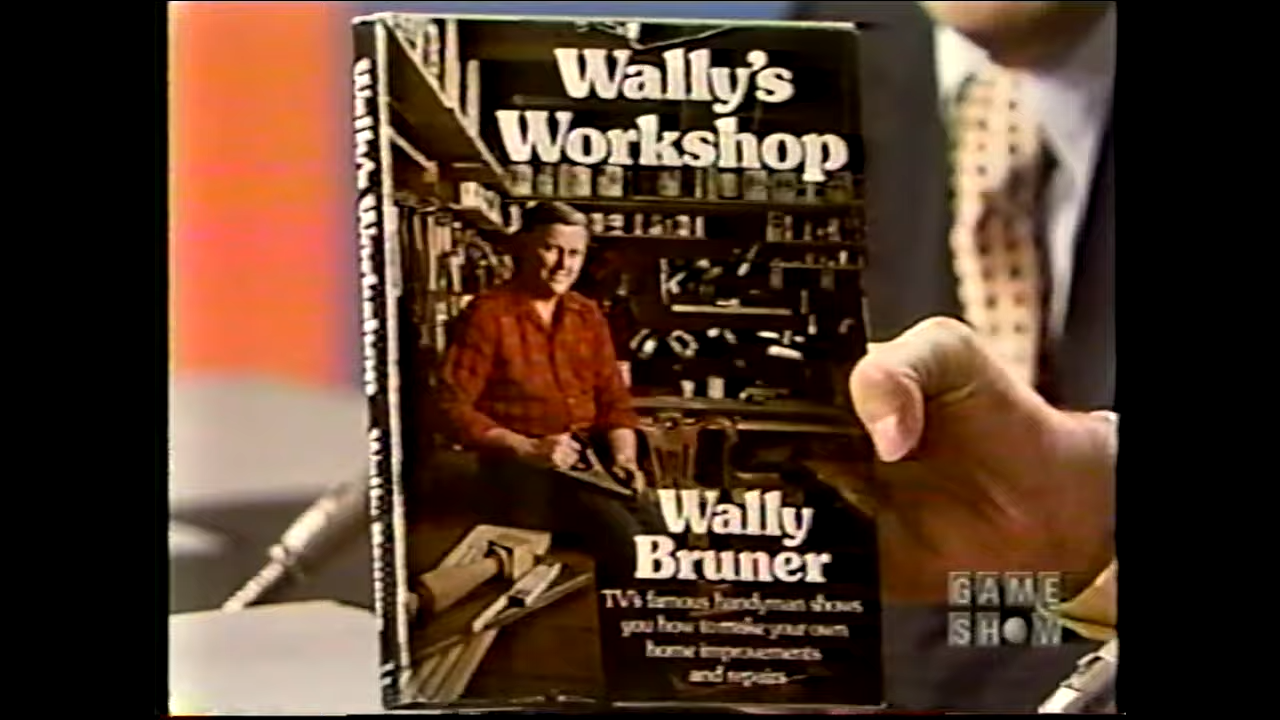 Wally's
Workshop
Wally
Bruner
TV's famous handyman shows
you how to make your own
home improvements
and repairs
GAME
SHOW